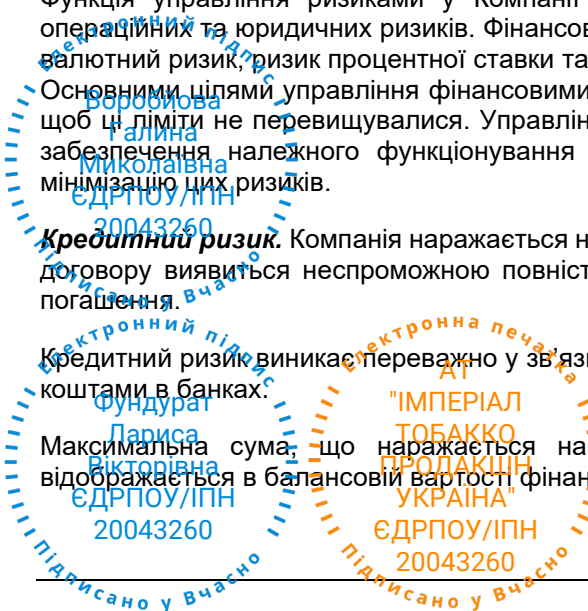 Функція управління ризиками у Компанії
операційних та юридичних ризиків. Фінансов
валютний ризик, ризик процентної ставки та
Основними цілями управління фінансовими
щоб ці ліміти не перевищувалися. Управлін
забезпечення належного функціонування
мінімізацію цих ризиків.
Електронний підпис
Воробйова
Галина
Миколаївна
ЄДРПОУ/ІПН
20043260
Підписано у Вчасно
Кредитний ризик. Компанія наражається н
договору виявиться неспроможною повніст
погашення.
Кредитний ризик виникає переважно у зв’язк
коштами в банках.
Максимальна сума, що наражається на
відображається в балансовій вартості фінан
Електронний підпис
Фундурат
Лариса
Вікторівна
ЄДРПОУ/ІПН
20043260
Підписано у Вчасно
Електронна печатка
АТ
"ІМПЕРІАЛ
ТОБАККО
ПРОДАКШН
УКРАЇНА"
ЄДРПОУ/ІПН
20043260
Підписано у Вчасно